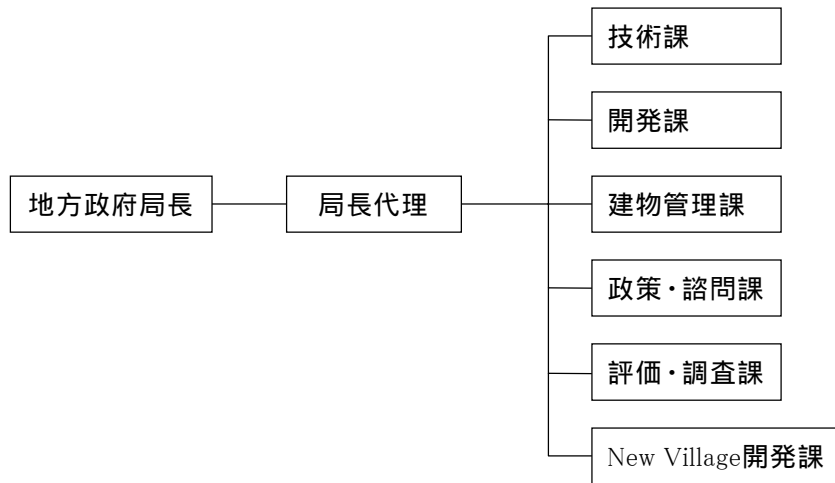 地方政府局長
局長代理
技術課
開発課
建物管理課
政策・諮問課
評価・調査課
New Village開発課